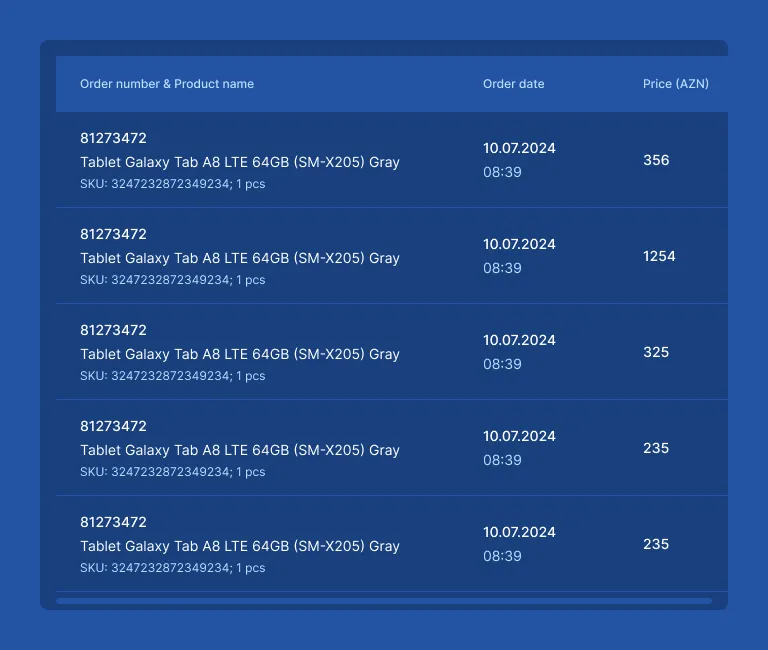 Order number & Product name Order date Price (AZN)
81273472
Tablet Galaxy Tab A8 LTE 64GB (SM-X205) Gray
SKU: 3247232872349234; 1 pcs
10.07.2024
08:39
356
81273472
Tablet Galaxy Tab A8 LTE 64GB (SM-X205) Gray
SKU: 3247232872349234; 1 pcs
10.07.2024
08:39
1254
81273472
Tablet Galaxy Tab A8 LTE 64GB (SM-X205) Gray
SKU: 3247232872349234; 1 pcs
10.07.2024
08:39
325
81273472
Tablet Galaxy Tab A8 LTE 64GB (SM-X205) Gray
SKU: 3247232872349234; 1 pcs
10.07.2024
08:39
235
81273472
Tablet Galaxy Tab A8 LTE 64GB (SM-X205) Gray
SKU: 3247232872349234; 1 pcs
10.07.2024
08:39
235